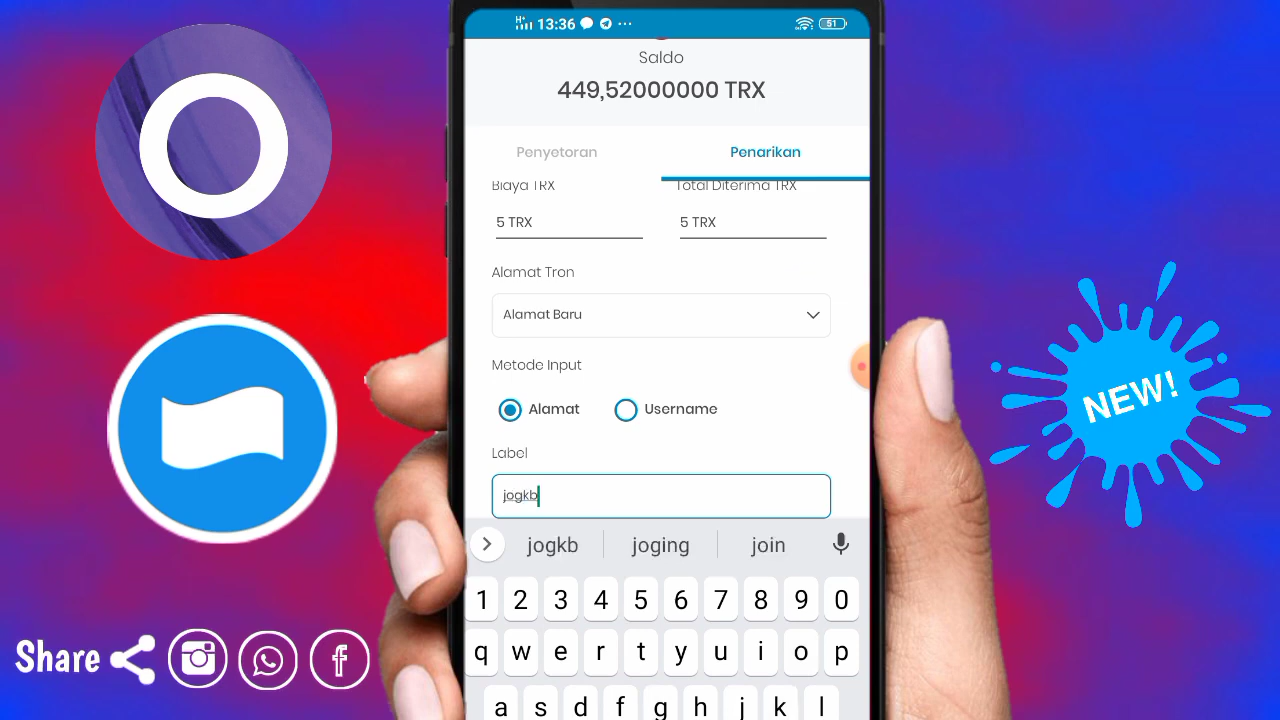 13:36
51
Saldo
449,52000000 TRX
Penyetoran
Penarikan
Biaya TRX
Total Diterima TRX
5 TRX
5 TRX
Alamat Tron
Alamat Baru
Metode Input
Alamat
Username
Label
jogkb
jogkb
joging
join
1 2 3 4 5 6 7 8 9 0
q w e r t y u i o p
a s d f g h j k l
NEW!
Share